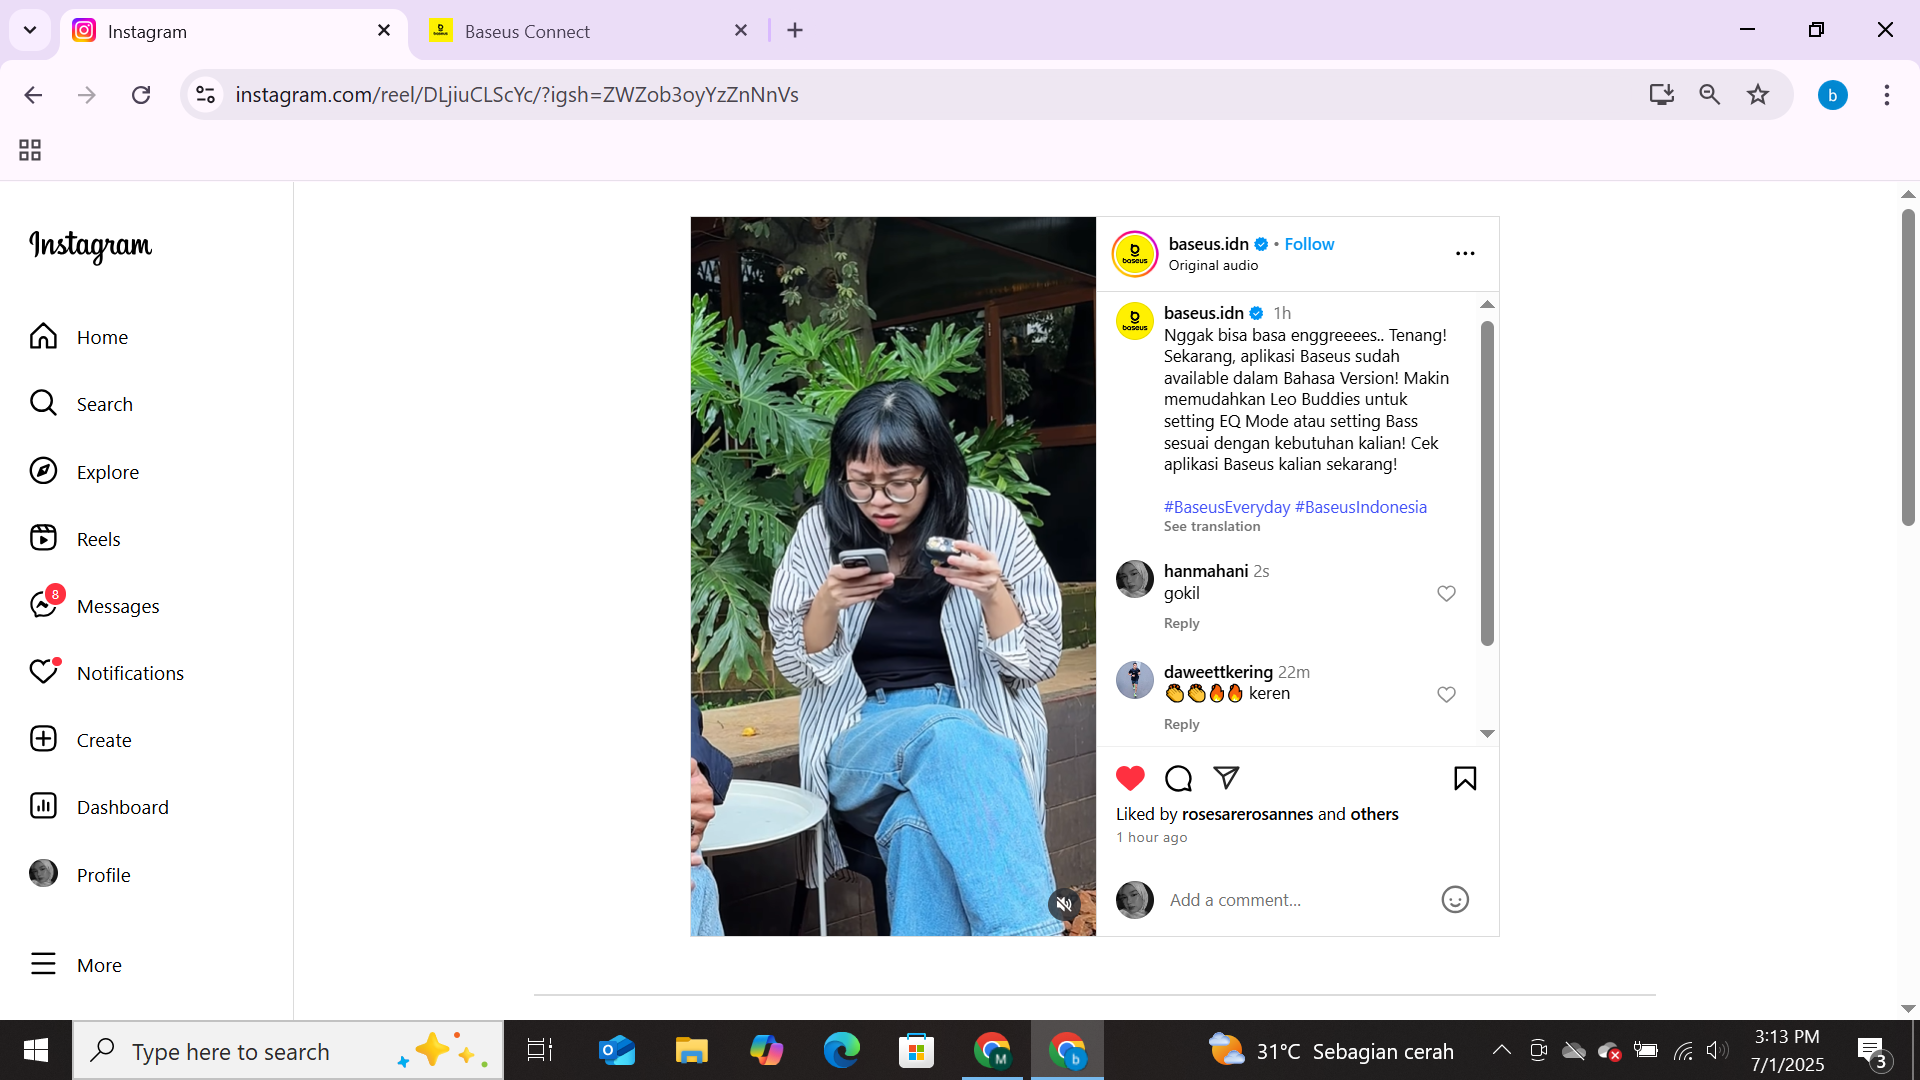 Instagram
Baseus Connect
instagram.com/reel/DLjiuCLScYc/?igsh=ZWZob3oyYzZnNnVs
b
Instagram
Home
Search
Explore
Reels
8
Messages
Notifications
Create
Dashboard
Profile
More
baseus
baseus.idn • Follow
Original audio
baseus
baseus.idn 1h
Nggak bisa basa enggreeees.. Tenang!
Sekarang, aplikasi Baseus sudah
available dalam Bahasa Version! Makin
memudahkan Leo Buddies untuk
setting EQ Mode atau setting Bass
sesuai dengan kebutuhan kalian! Cek
aplikasi Baseus kalian sekarang!
#BaseusEveryday #BaseusIndonesia
See translation
hanmahani 2s
gokil
Reply
daweettkering 22m
👏👏🔥🔥 keren
Reply
Liked by rosesarerosannes and others
1 hour ago
Add a comment...
Type here to search
M
b
31°C Sebagian cerah
3:13 PM
7/1/2025
3